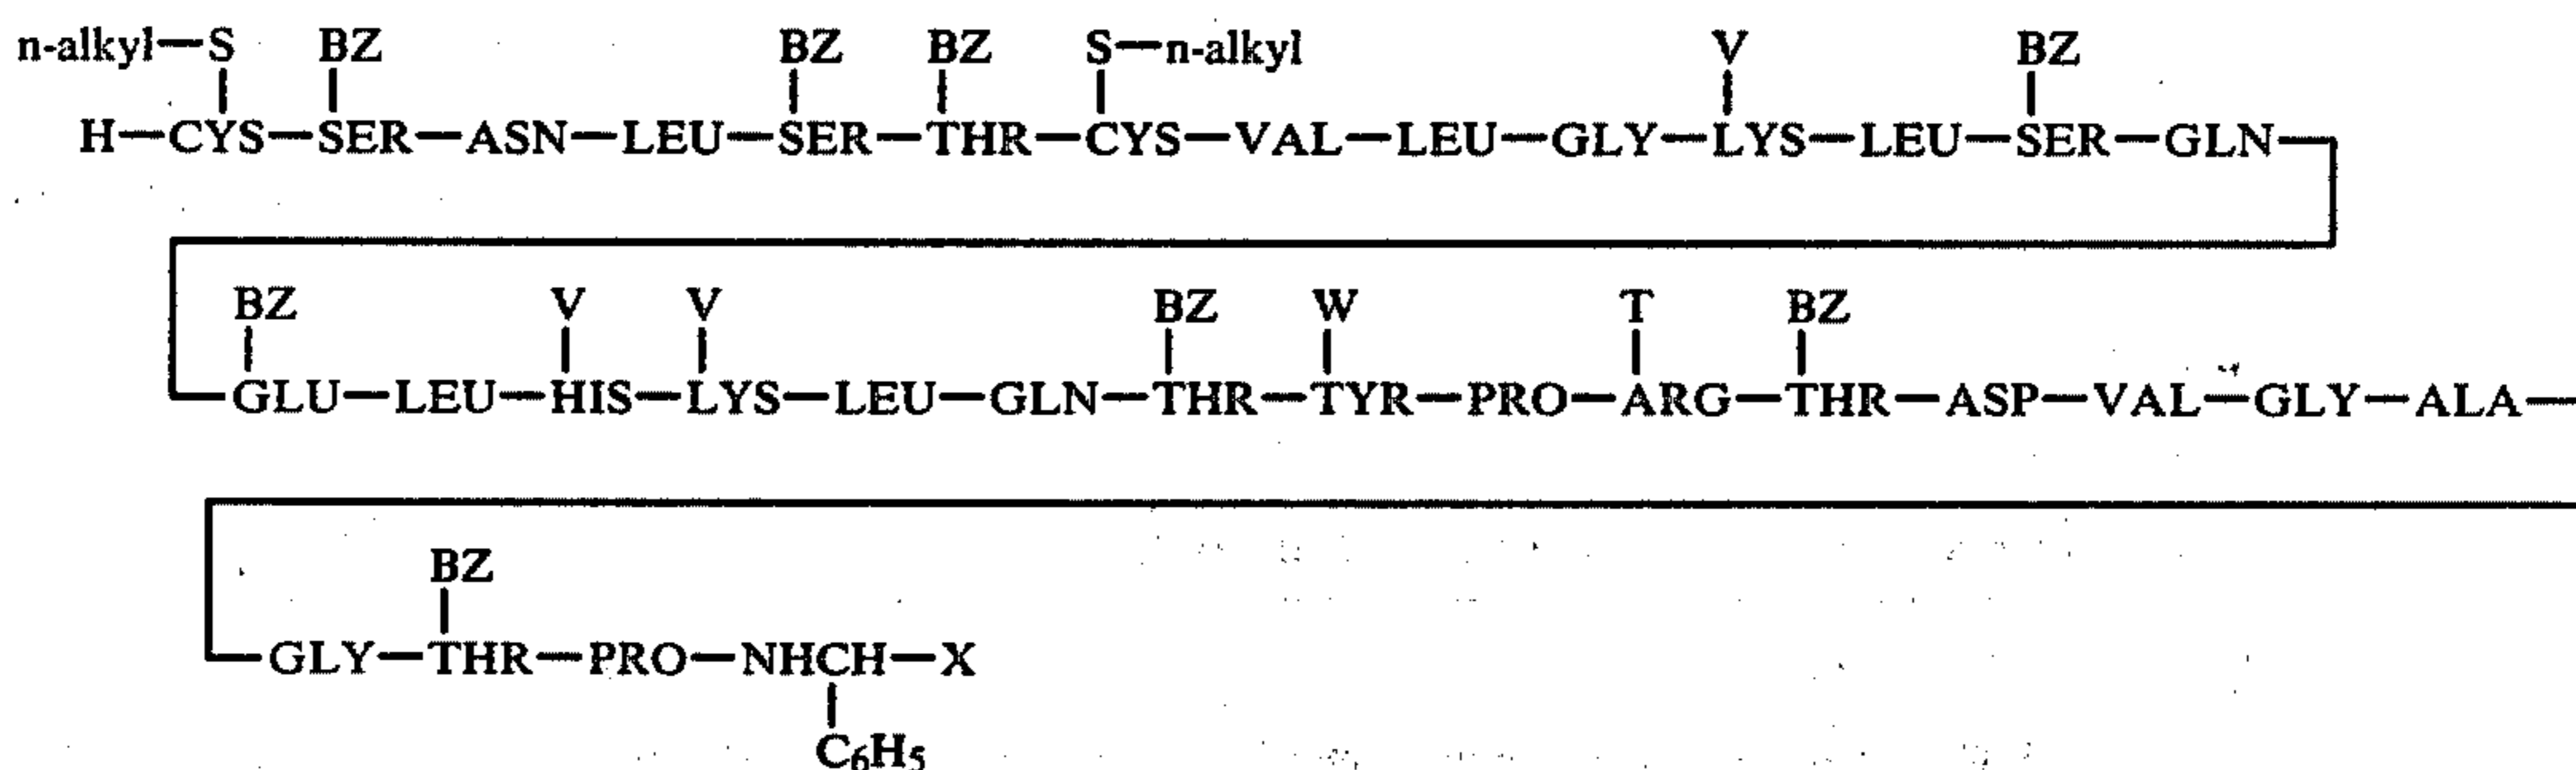 n-alkyl—S BZ BZ BZ S—n-alkyl V BZ
H—CYS—SER—ASN—LEU—SER—THR—CYS—VAL—LEU—GLY—LYS—LEU—SER—GLN—
BZ V V BZ W T BZ
—GLU—LEU—HIS—LYS—LEU—GLN—THR—TYR—PRO—ARG—THR—ASP—VAL—GLY—ALA—
BZ
—GLY—THR—PRO—NHCH—X
C₆H₅